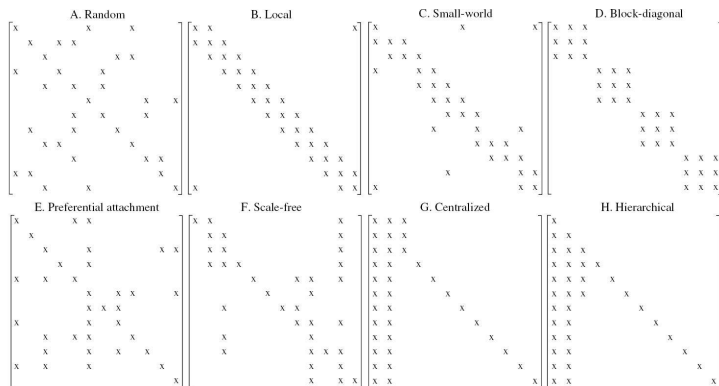 A. Random B. Local C. Small-world D. Block-diagonal
x x x x x x x x x x x x
x x x x x x x x x x x x
x x x x x x x x x x x x
x x x x x x x x x x x x
x x x x x x x x x x x x
x x x x x x x x x x x x
x x x x x x x x x x x x
x x x x x x x x x x x x
x x x x x x x x x x x x
x x x x x x x x x x x x
x x x x x x x x x x x x
x x x x x x x x x x x x
E. Preferential attachment F. Scale-free G. Centralized H. Hierarchical
x x x x x x x x x x
x x x x x x x x x
x x x x x x x x x x x x x
x x x x x x x x x x x x x
x x x x x x x x x x x x x
x x x x x x x x x x x x
x x x x x x x x x x x x
x x x x x x x x x x x x
x x x x x x x x x x x x
x x x x x x x x x x x x x x
x x x x x x x x x x x x
x x x x x x x x x x